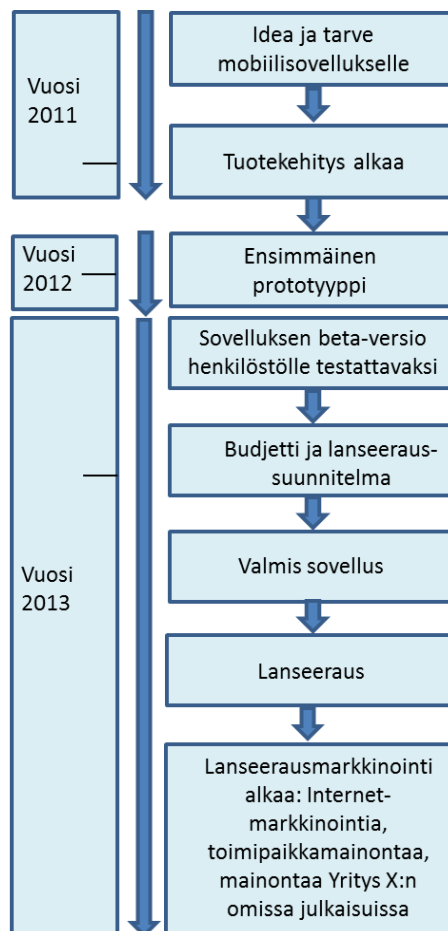 Vuosi
2011
Idea ja tarve
mobiilisovellukselle
Tuotekehitys alkaa
Vuosi
2012
Ensimmäinen
prototyyppi
Vuosi
2013
Sovelluksen beta-versio
henkilöstölle testattavaksi
Budjetti ja lanseeraus-
suunnitelma
Valmis sovellus
Lanseeraus
Lanseerausmarkkinointi
alkaa: Internet-
markkinointia,
toimipaikkamainontaa,
mainontaa Yritys X:n
omissa julkaisuissa